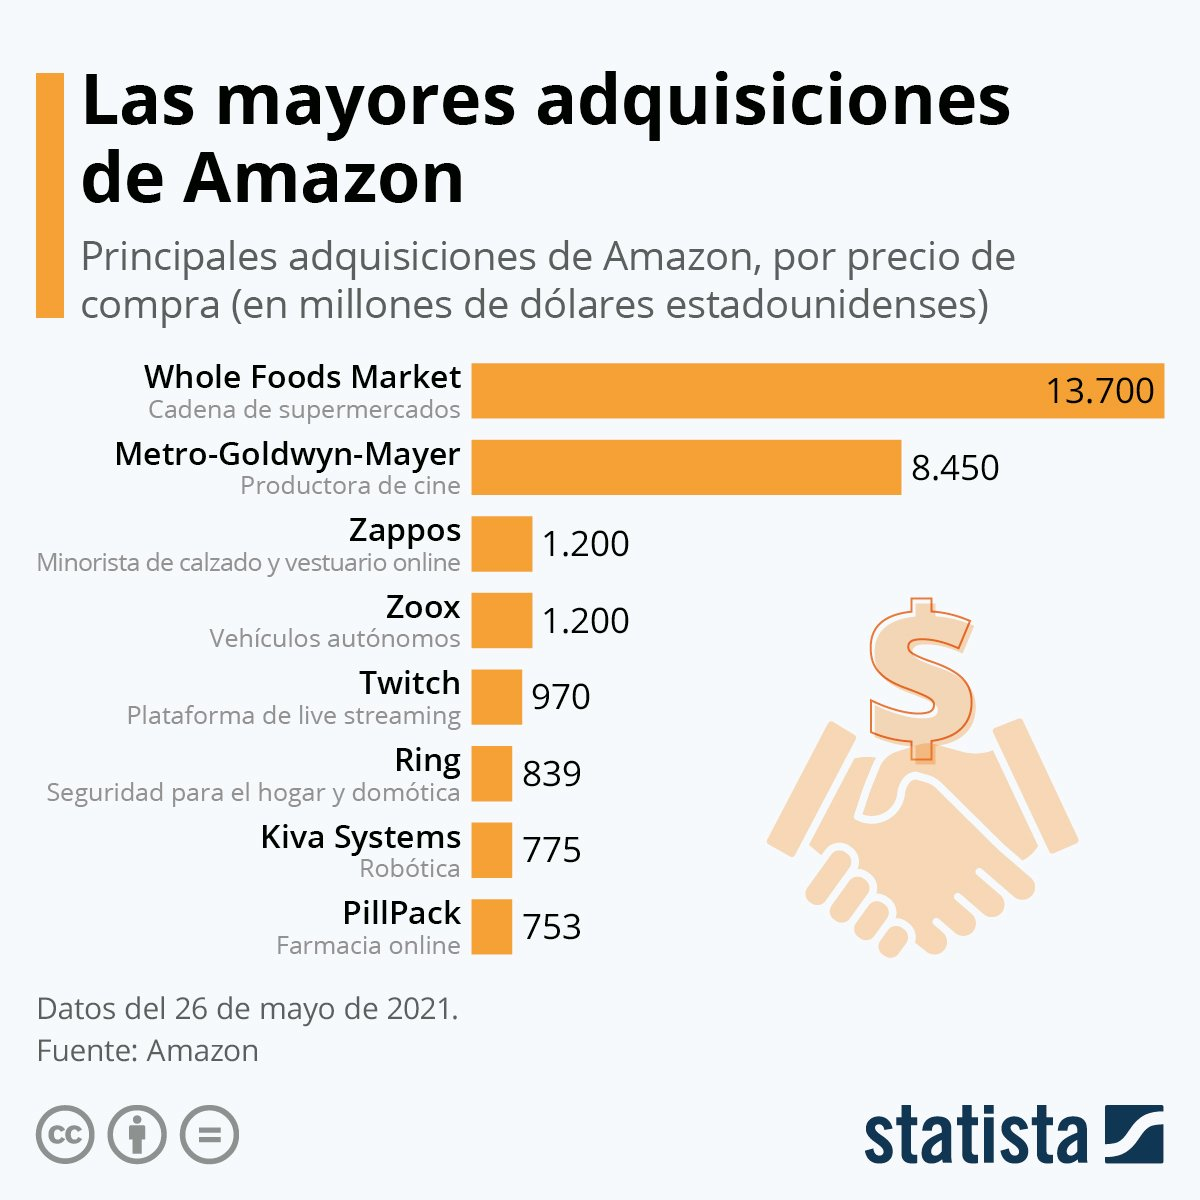 Las mayores adquisiciones
de Amazon
Principales adquisiciones de Amazon, por precio de
compra (en millones de dólares estadounidenses)
Whole Foods Market
Cadena de supermercados
13.700
Metro-Goldwyn-Mayer
Productora de cine
8.450
Zappos
Minorista de calzado y vestuario online
1.200
Zoox
Vehículos autónomos
1.200
Twitch
Plataforma de live streaming
970
Ring
Seguridad para el hogar y domótica
839
Kiva Systems
Robótica
775
PillPack
Farmacia online
753
$
Datos del 26 de mayo de 2021.
Fuente: Amazon
cc
=
statista